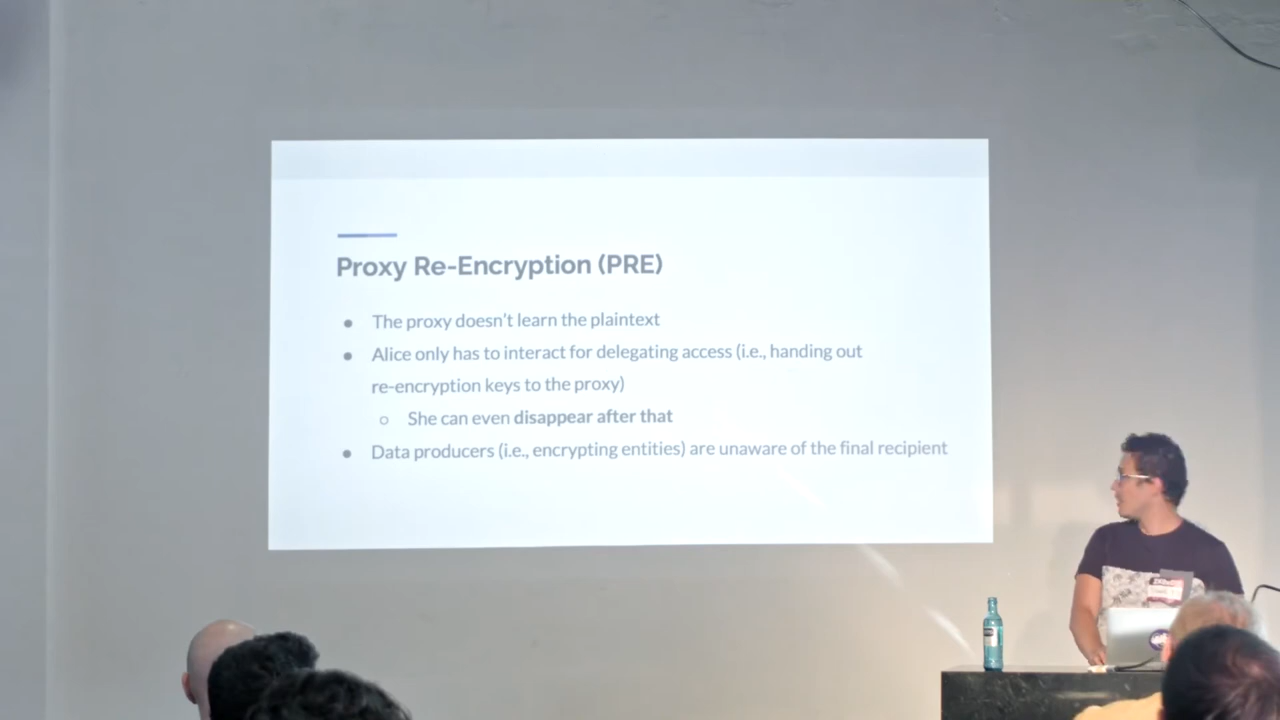 Proxy Re-Encryption (PRE)
● The proxy doesn't learn the plaintext
● Alice only has to interact for delegating access (i.e., handing out
re-encryption keys to the proxy)
○ She can even disappear after that
● Data producers (i.e., encrypting entities) are unaware of the final recipient